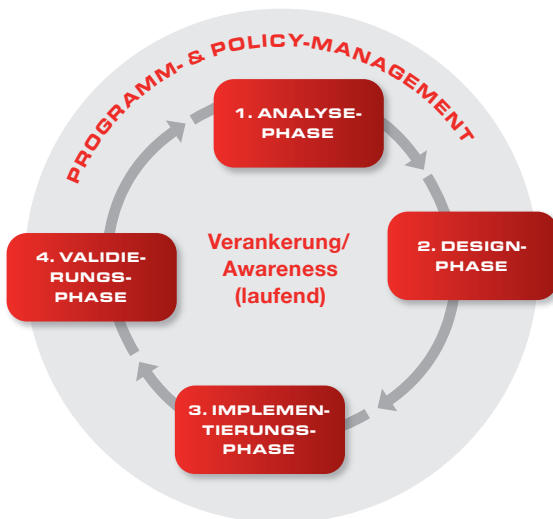 PROGRAMM- & POLICY-MANAGEMENT
1. ANALYSE-
PHASE
2. DESIGN-
PHASE
3. IMPLEMEN-
TIERUNGS-
PHASE
4. VALIDIE-
RUNGS-
PHASE
Verankerung/
Awareness
(laufend)